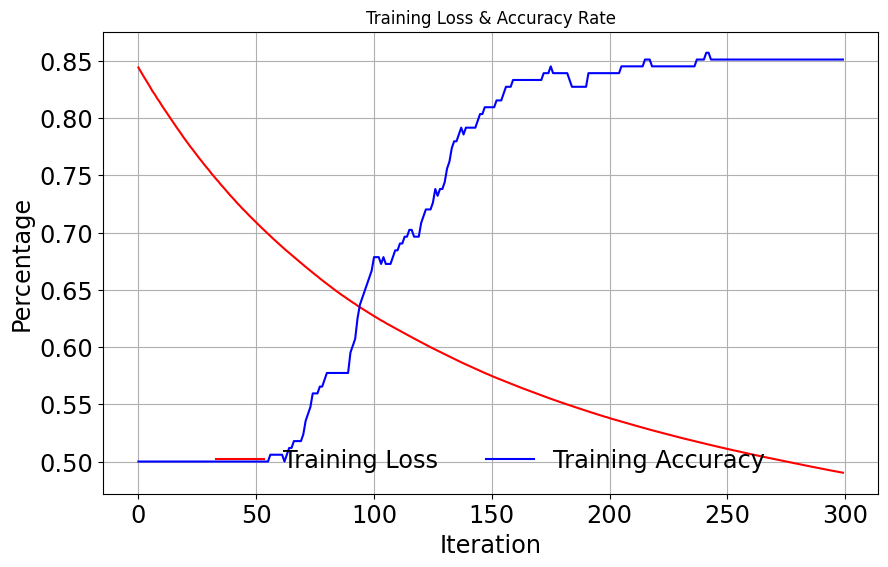 Training Loss & Accuracy Rate
0.85
0.80
0.75
0.70
0.65
0.60
0.55
0.50
Percentage
Training Loss Training Accuracy
0 50 100 150 200 250 300
Iteration